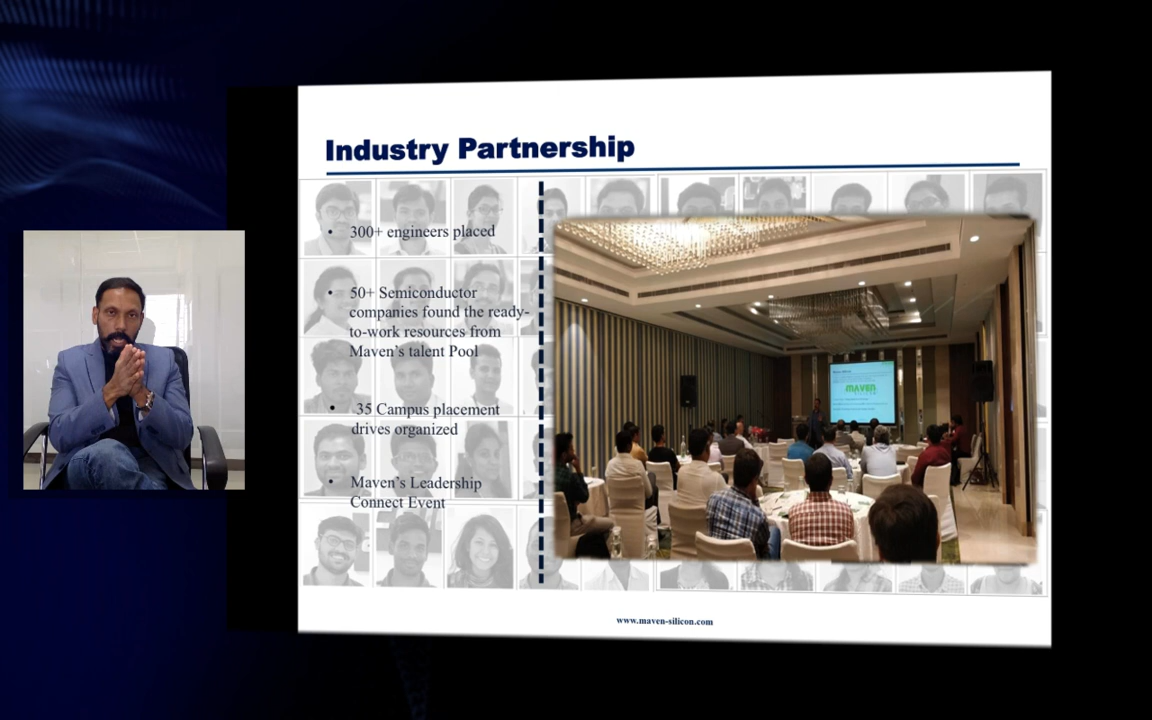 Industry Partnership
• 300+ engineers placed
• 50+ Semiconductor
companies found the ready-
to-work resources from
Maven's talent Pool
• 35 Campus placement
drives organized
• Maven's Leadership
Connect Event
MAVEN
www.maven-silicon.com